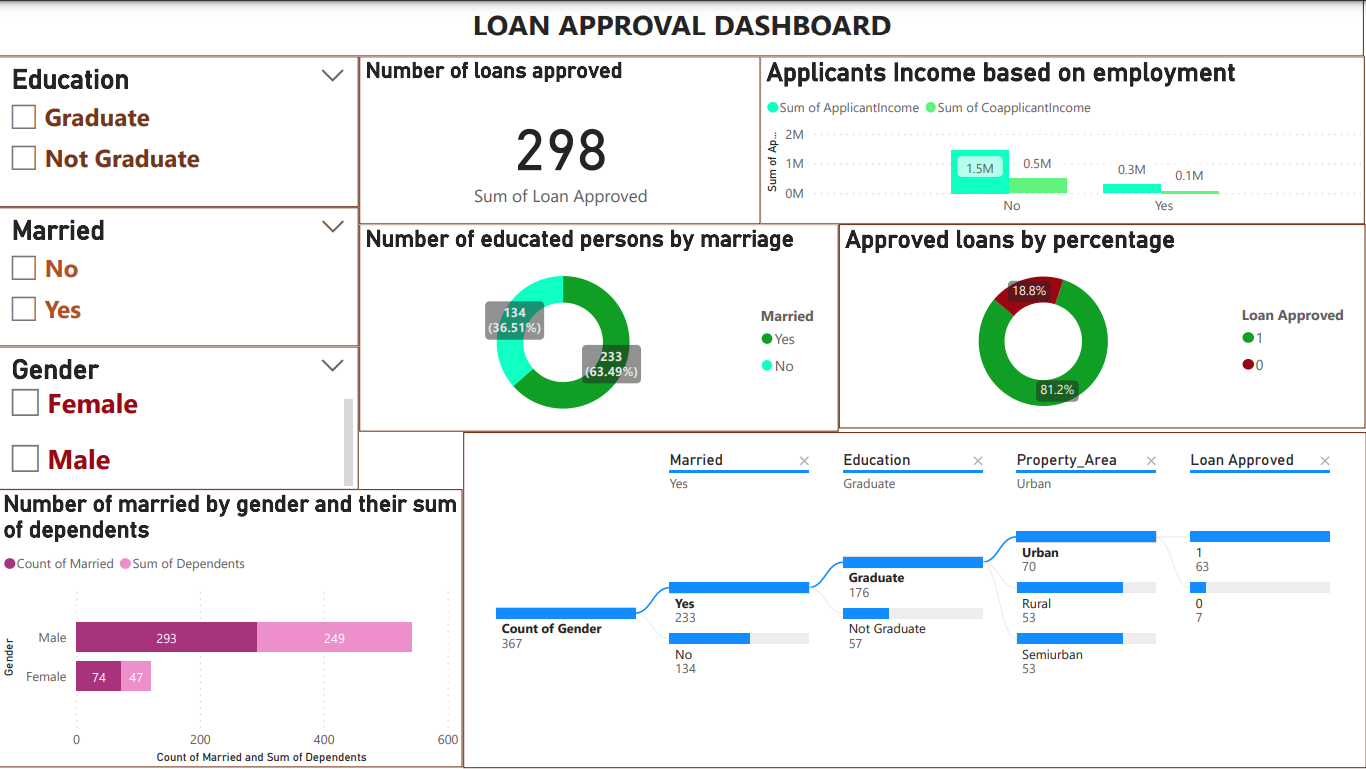 LOAN APPROVAL DASHBOARD
Education
Graduate
Not Graduate
Married
No
Yes
Gender
Female
Male
Number of loans approved
298
Sum of Loan Approved
Applicants Income based on employment
Sum of ApplicantIncome Sum of CoapplicantIncome
Sum of Ap...
2M
1M
0M
1.5M
0.5M
0.3M
0.1M
No
Yes
Number of educated persons by marriage
134
(36.51%)
233
(63.49%)
Married
Yes
No
Approved loans by percentage
18.8%
81.2%
Loan Approved
1
0
Number of married by gender and their sum
of dependents
Count of Married Sum of Dependents
Gender
Male
293
249
Female
74
47
0
200
400
600
Count of Married and Sum of Dependents
Married
Yes
Education
Graduate
Property_Area
Urban
Loan Approved
Count of Gender
367
Yes
233
No
134
Graduate
176
Not Graduate
57
Urban
70
Rural
53
Semiurban
53
1
63
0
7